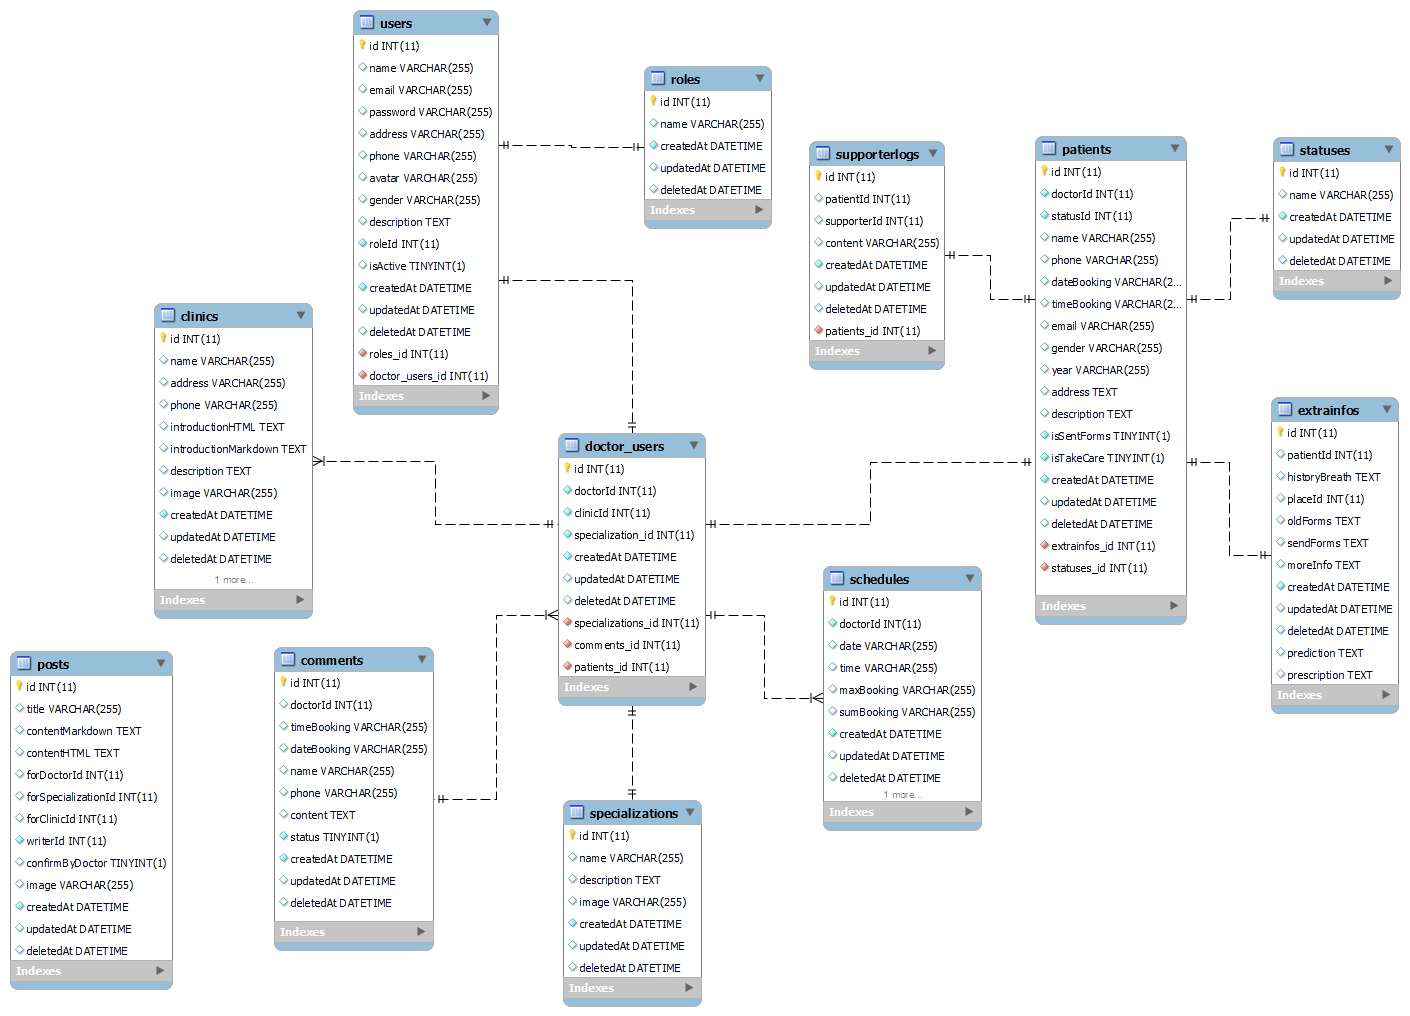 users
id INT(11)
name VARCHAR(255)
email VARCHAR(255)
password VARCHAR(255)
address VARCHAR(255)
phone VARCHAR(255)
avatar VARCHAR(255)
gender VARCHAR(255)
description TEXT
roleId INT(11)
isActive TINYINT(1)
createdAt DATETIME
updatedAt DATETIME
deletedAt DATETIME
roles_id INT(11)
doctor_users_id INT(11)
Indexes
roles
id INT(11)
name VARCHAR(255)
createdAt DATETIME
updatedAt DATETIME
deletedAt DATETIME
Indexes
supporterlogs
id INT(11)
patientId INT(11)
supporterId INT(11)
content VARCHAR(255)
createdAt DATETIME
updatedAt DATETIME
deletedAt DATETIME
patients_id INT(11)
Indexes
patients
id INT(11)
doctorId INT(11)
statusId INT(11)
name VARCHAR(255)
phone VARCHAR(255)
dateBooking VARCHAR(2...
timeBooking VARCHAR(2...
email VARCHAR(255)
gender VARCHAR(255)
year VARCHAR(255)
address TEXT
description TEXT
isSentForms TINYINT(1)
isTakeCare TINYINT(1)
createdAt DATETIME
updatedAt DATETIME
deletedAt DATETIME
extrainfos_id INT(11)
statuses_id INT(11)
Indexes
statuses
id INT(11)
name VARCHAR(255)
createdAt DATETIME
updatedAt DATETIME
deletedAt DATETIME
Indexes
clinics
id INT(11)
name VARCHAR(255)
address VARCHAR(255)
phone VARCHAR(255)
introductionHTML TEXT
introductionMarkdown TEXT
description TEXT
image VARCHAR(255)
createdAt DATETIME
updatedAt DATETIME
deletedAt DATETIME
1 more...
Indexes
doctor_users
id INT(11)
doctorId INT(11)
clinicId INT(11)
specialization_id INT(11)
createdAt DATETIME
updatedAt DATETIME
deletedAt DATETIME
specializations_id INT(11)
comments_id INT(11)
patients_id INT(11)
Indexes
extrainfos
id INT(11)
patientId INT(11)
historyBreath TEXT
placeId INT(11)
oldForms TEXT
sendForms TEXT
moreInfo TEXT
createdAt DATETIME
updatedAt DATETIME
deletedAt DATETIME
prediction TEXT
prescription TEXT
Indexes
schedules
id INT(11)
doctorId INT(11)
date VARCHAR(255)
time VARCHAR(255)
maxBooking VARCHAR(255)
sumBooking VARCHAR(255)
createdAt DATETIME
updatedAt DATETIME
deletedAt DATETIME
1 more...
Indexes
posts
id INT(11)
title VARCHAR(255)
contentMarkdown TEXT
contentHTML TEXT
forDoctorId INT(11)
forSpecializationId INT(11)
forClinicId INT(11)
writerId INT(11)
confirmByDoctor TINYINT(1)
image VARCHAR(255)
createdAt DATETIME
updatedAt DATETIME
deletedAt DATETIME
Indexes
comments
id INT(11)
doctorId INT(11)
timeBooking VARCHAR(255)
dateBooking VARCHAR(255)
name VARCHAR(255)
phone VARCHAR(255)
content TEXT
status TINYINT(1)
createdAt DATETIME
updatedAt DATETIME
deletedAt DATETIME
Indexes
specializations
id INT(11)
name VARCHAR(255)
description TEXT
image VARCHAR(255)
createdAt DATETIME
updatedAt DATETIME
deletedAt DATETIME
Indexes